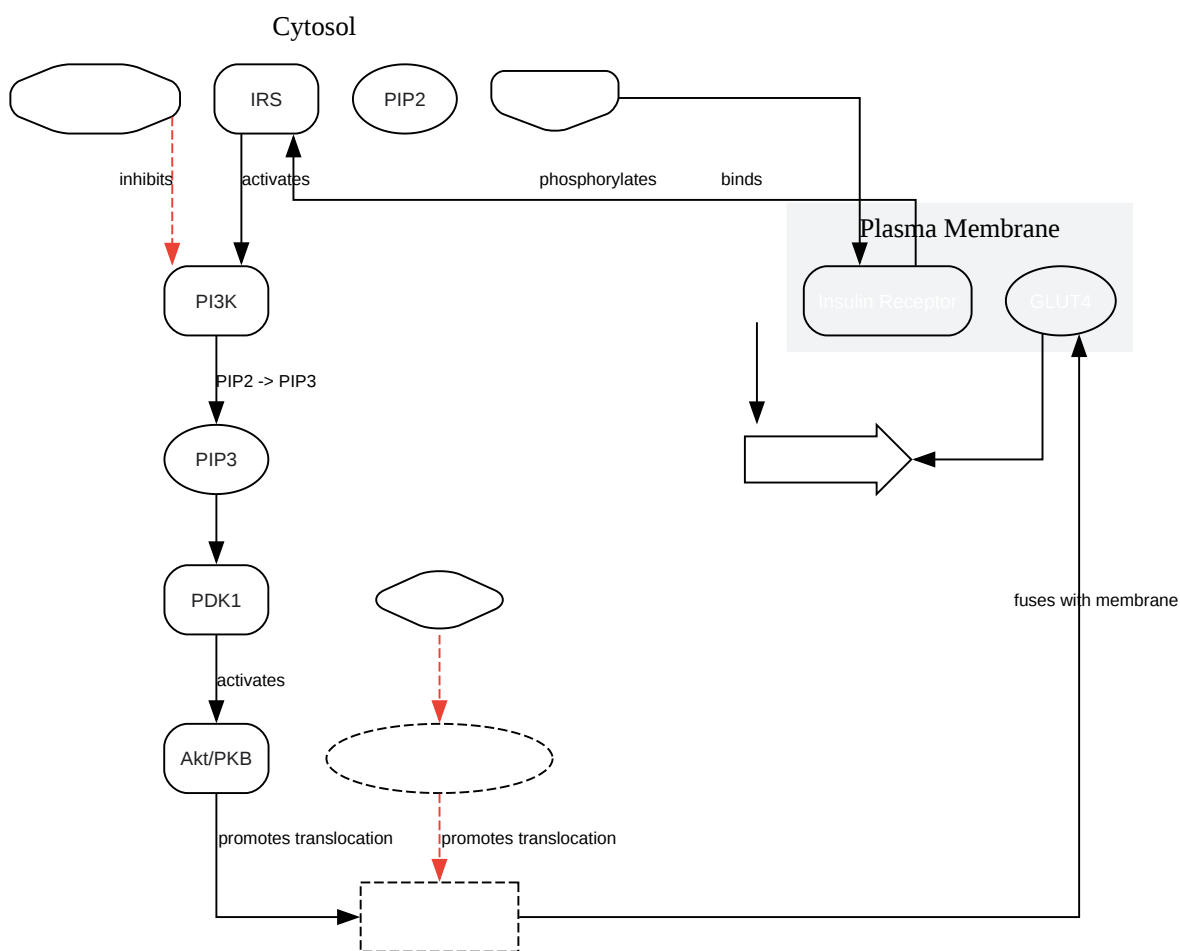 Cytosol
IRS
PIP2
inhibits
activates
phosphorylates
binds
Plasma Membrane
PI3K
Insulin Receptor
GLUT4
PIP2 -> PIP3
PIP3
PDK1
fuses with membrane
activates
Akt/PKB
promotes translocation
promotes translocation